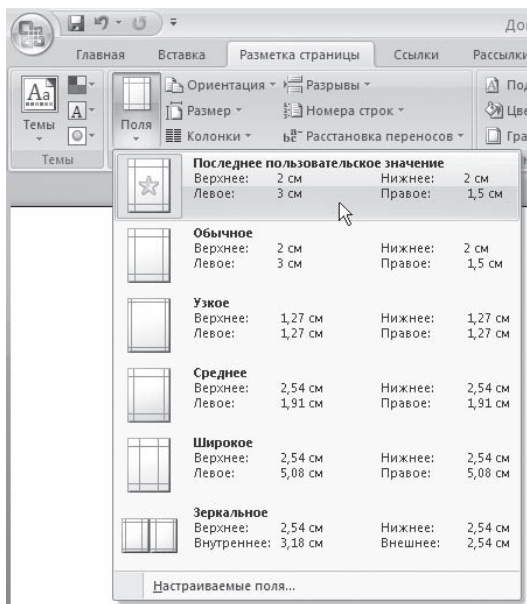 До
Главная Вставка Разметка страницы Ссылки Рассылки
Aa
Темы
A
Темы
Поля
Ориентация
Размер
Колонки
Разрывы
Номера строк
Расстановка переносов
Последнее пользовательское значение
Верхнее: 2 см Нижнее: 2 см
Левое: 3 см Правое: 1,5 см
Обычное
Верхнее: 2 см Нижнее: 2 см
Левое: 3 см Правое: 1,5 см
Узкое
Верхнее: 1,27 см Нижнее: 1,27 см
Левое: 1,27 см Правое: 1,27 см
Среднее
Верхнее: 2,54 см Нижнее: 2,54 см
Левое: 1,91 см Правое: 1,91 см
Широкое
Верхнее: 2,54 см Нижнее: 2,54 см
Левое: 5,08 см Правое: 5,08 см
Зеркальное
Верхнее: 2,54 см Нижнее: 2,54 см
Внутреннее: 3,18 см Внешнее: 2,54 см
Настраиваемые поля...